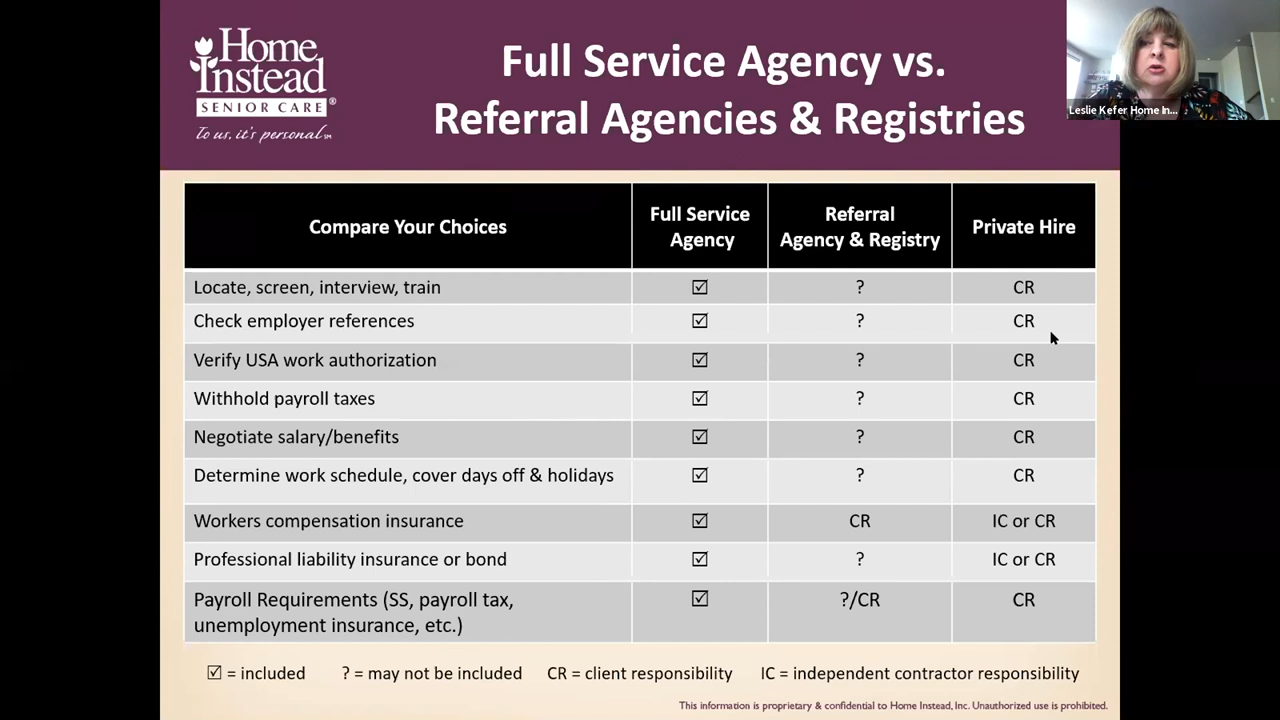 Home
Instead
SENIOR CARE®
To us, it's personal℠
Full Service Agency vs.
Referral Agencies & Registries
Leslie Kefer Home In...
Compare Your Choices
Full Service
Agency
Referral
Agency & Registry
Private Hire
Locate, screen, interview, train ☑ ? CR
Check employer references ☑ ? CR
Verify USA work authorization ☑ ? CR
Withhold payroll taxes ☑ ? CR
Negotiate salary/benefits ☑ ? CR
Determine work schedule, cover days off & holidays ☑ ? CR
Workers compensation insurance ☑ CR IC or CR
Professional liability insurance or bond ☑ ? IC or CR
Payroll Requirements (SS, payroll tax,
unemployment insurance, etc.) ☑ ?/CR CR
☑ = included ? = may not be included CR = client responsibility IC = independent contractor responsibility
This information is proprietary & confidential to Home Instead, Inc. Unauthorized use is prohibited.